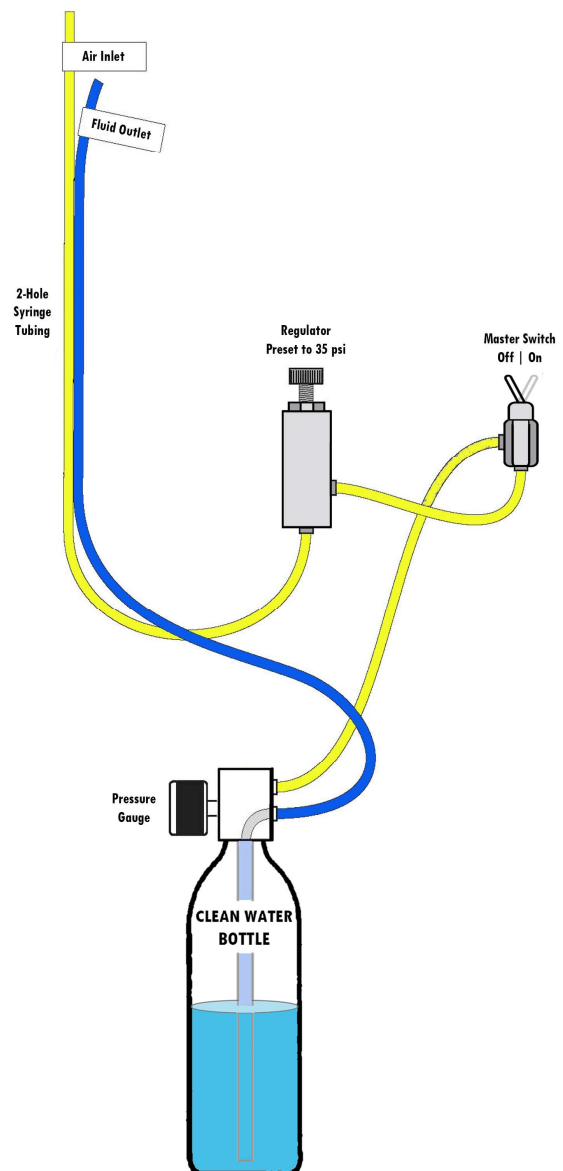 Air Inlet
Fluid Outlet
2-Hole
Syringe
Tubing
Regulator
Preset to 35 psi
Master Switch
Off | On
Pressure
Gauge
CLEAN WATER
BOTTLE